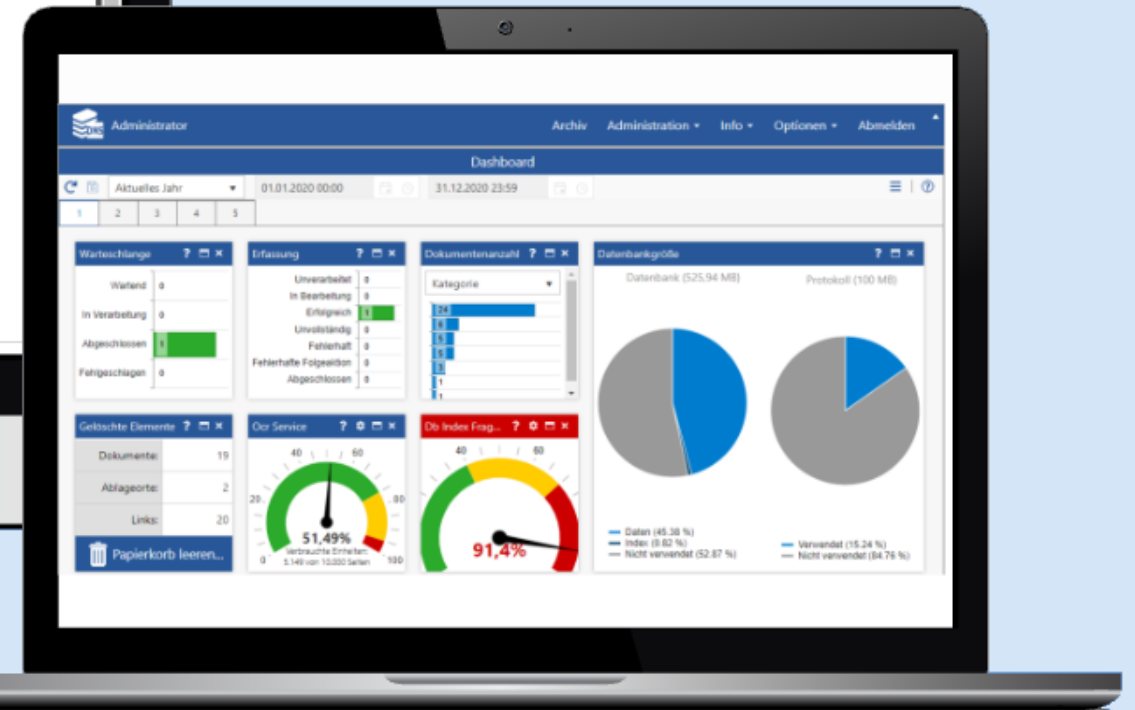 DMS Administrator Archiv Administration Info Optionen Abmelden
Dashboard
Aktuelles Jahr 01.01.2020 00:00 31.12.2020 23:59
1 2 3 4 5
Warteschlange ?
Wartend 0
In Verarbeitung 0
Abgeschlossen 1
Fehlgeschlagen 0
Erfassung ?
Unverarbeitet 0
In Bearbeitung 0
Erfolgreich 1
Unvollständig 0
Fehlerhaft 0
Fehlerhafte Folgeaktion 0
Abgeschlossen 0
Dokumentenanzahl ?
Kategorie
24
6
5
5
3
1
1
Datenbankgröße ?
Datenbank (525,94 MB)
Protokoll (100 MB)
Daten (45.38 %)
Index (0.82 %)
Nicht verwendet (52.87 %)
Verwendet (15.24 %)
Nicht verwendet (84.76 %)
Gelöschte Elemente ?
Dokumente: 19
Ablageorte: 2
Links: 20
Papierkorb leeren...
Ocr Service ?
40 60
20 80
51,49%
Verbrauchte Einheiten:
0 5.149 von 10.000 Seiten 100
Db Index Frag... ?
40 60
91,4%